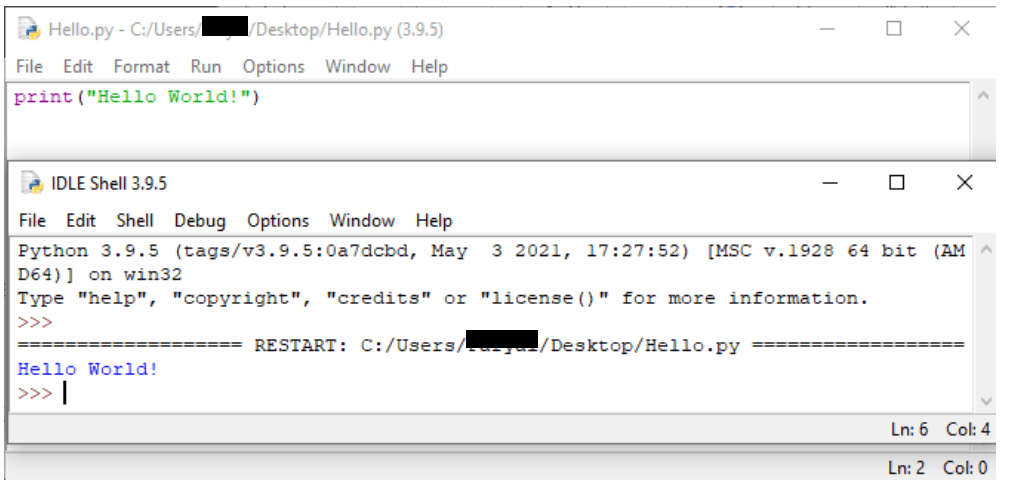 Hello.py - C:/Users/ /Desktop/Hello.py (3.9.5)
File Edit Format Run Options Window Help
print("Hello World!")
IDLE Shell 3.9.5
File Edit Shell Debug Options Window Help
Python 3.9.5 (tags/v3.9.5:0a7dcbd, May  3 2021, 17:27:52) [MSC v.1928 64 bit (AM
D64)] on win32
Type "help", "copyright", "credits" or "license()" for more information.
>>>
=================== RESTART: C:/Users/ /Desktop/Hello.py ==================
Hello World!
>>>
Ln: 6 Col: 4
Ln: 2 Col: 0